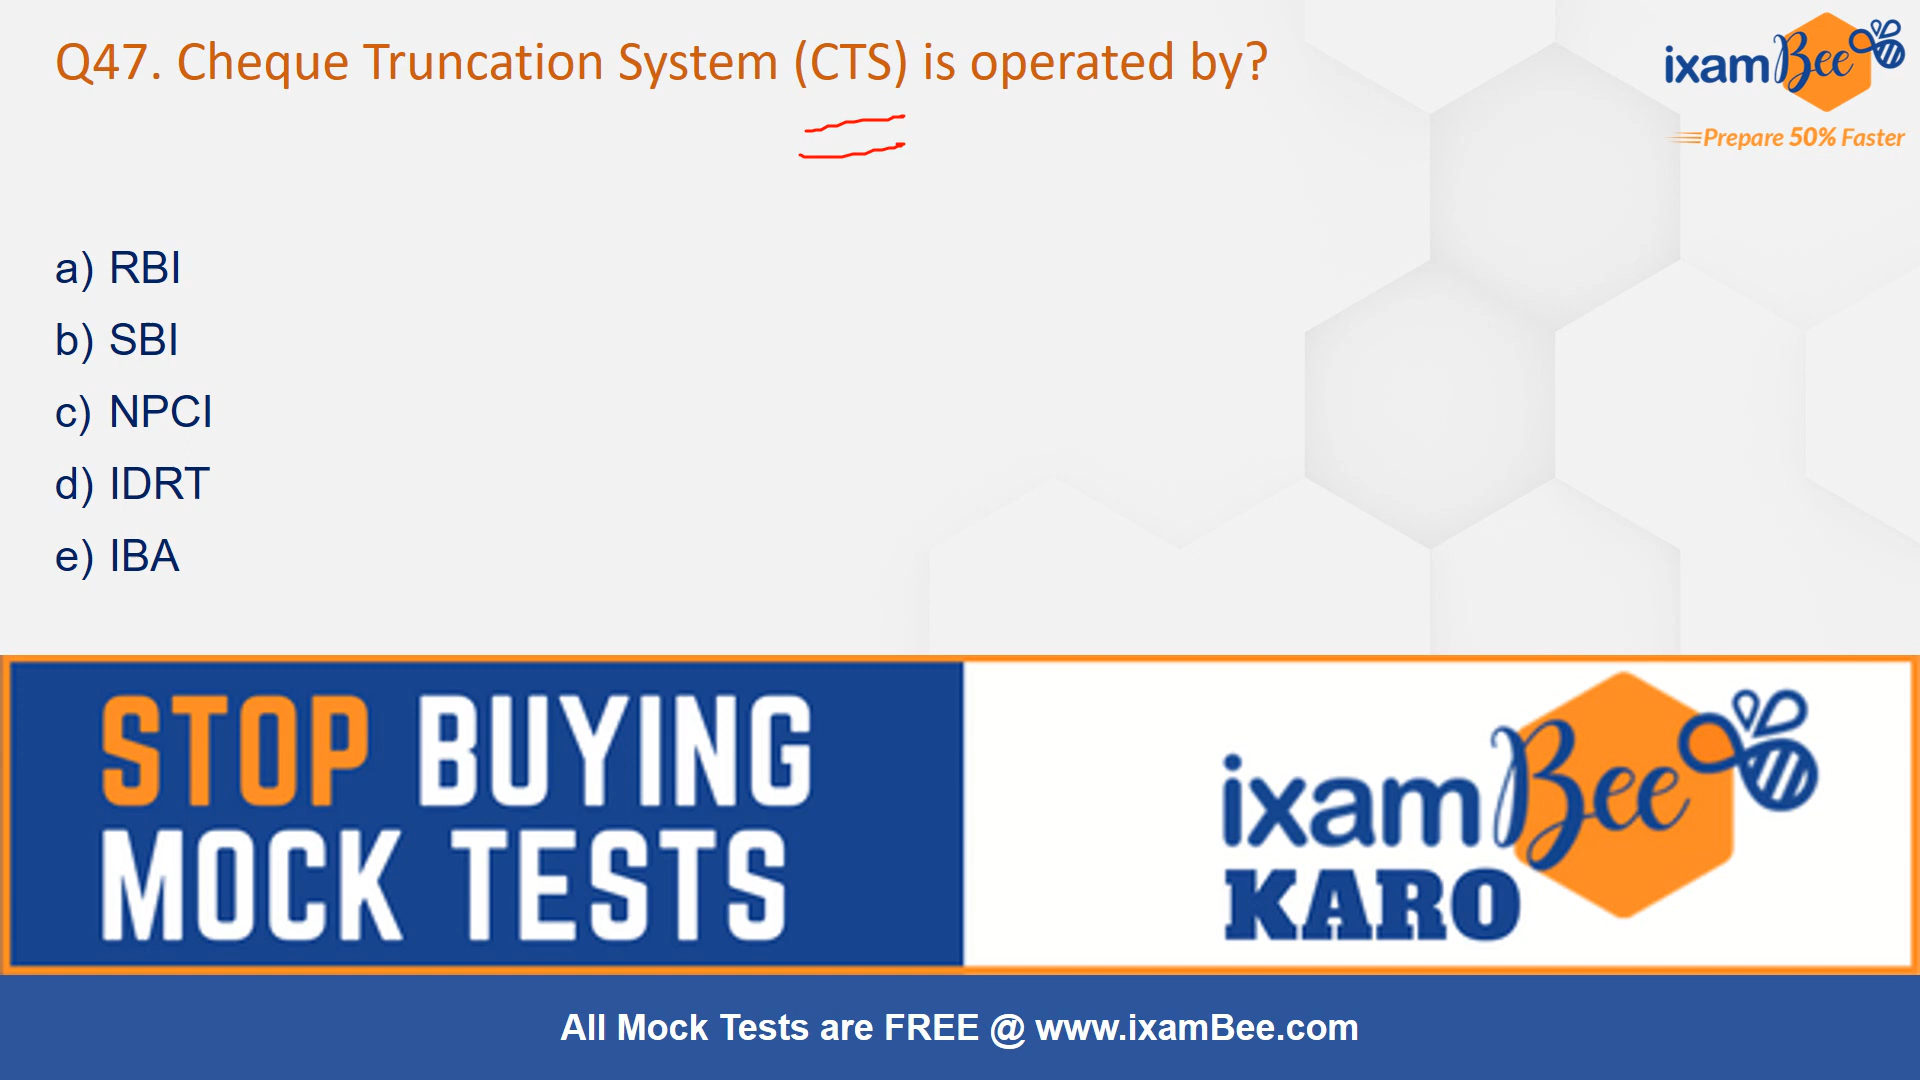 Q47. Cheque Truncation System (CTS) is operated by?
ixamBee
Prepare 50% Faster
a) RBI
b) SBI
c) NPCI
d) IDRT
e) IBA
STOP BUYING
MOCK TESTS
ixamBee
KARO
All Mock Tests are FREE @ www.ixamBee.com